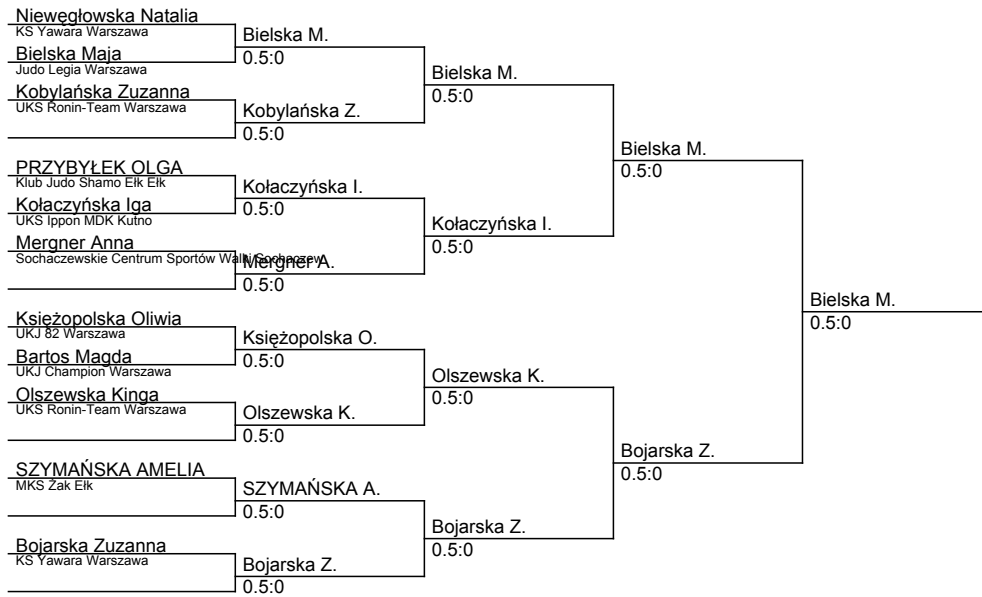 Niewęgłowska Natalia
KS Yawara Warszawa
Bielska Maja
Judo Legia Warszawa
Kobylańska Zuzanna
UKS Ronin-Team Warszawa
PRZYBYŁEK OLGA
Klub Judo Shamo Ełk Ełk
Kołaczyńska Iga
UKS Ippon MDK Kutno
Mergner Anna
Sochaczewskie Centrum Sportów Walki Sochaczew
Księżopolska Oliwia
UKJ 82 Warszawa
Bartos Magda
UKJ Champion Warszawa
Olszewska Kinga
UKS Ronin-Team Warszawa
SZYMAŃSKA AMELIA
MKS Żak Ełk
Bojarska Zuzanna
KS Yawara Warszawa
Bielska M.
0.5:0
Kobylańska Z.
0.5:0
Kołaczyńska I.
0.5:0
Mergner A.
0.5:0
Księżopolska O.
0.5:0
Olszewska K.
0.5:0
SZYMAŃSKA A.
0.5:0
Bojarska Z.
0.5:0
Bielska M.
0.5:0
Kołaczyńska I.
0.5:0
Olszewska K.
0.5:0
Bojarska Z.
0.5:0
Bielska M.
0.5:0
Bojarska Z.
0.5:0
Bielska M.
0.5:0